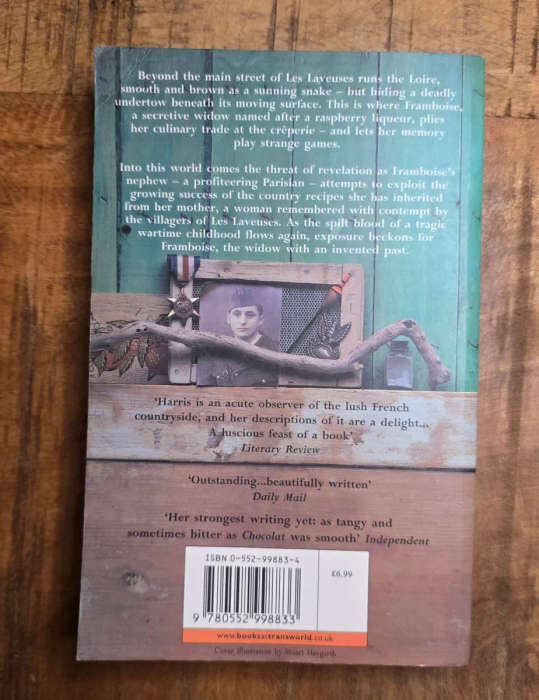 Beyond the main street of Les Laveuses runs the Loire,
smooth and brown as a sunning snake – but hiding a deadly
undertow beneath its moving surface. This is where Framboise,
a secretive widow named after a raspberry liqueur, plies
her culinary trade at the crêperie – and lets her memory
play strange games.
Into this world comes the threat of revelation as Framboise's
nephew – a profiteering Parisian – attempts to exploit the
growing success of the country recipes she has inherited
from her mother, a woman remembered with contempt by
the villagers of Les Laveuses. As the spilt blood of a tragic
wartime childhood flows again, exposure beckons for
Framboise, the widow with an invented past.
'Harris is an acute observer of the lush French
countryside, and her descriptions of it are a delight...
A luscious feast of a book'
Literary Review
'Outstanding...beautifully written'
Daily Mail
'Her strongest writing yet: as tangy and
sometimes bitter as Chocolat was smooth' Independent
ISBN 0-552-99883-4
£6.99
9 780552 998833
www.booksattransworld.co.uk
Cover illustration by Stuart Haygarth